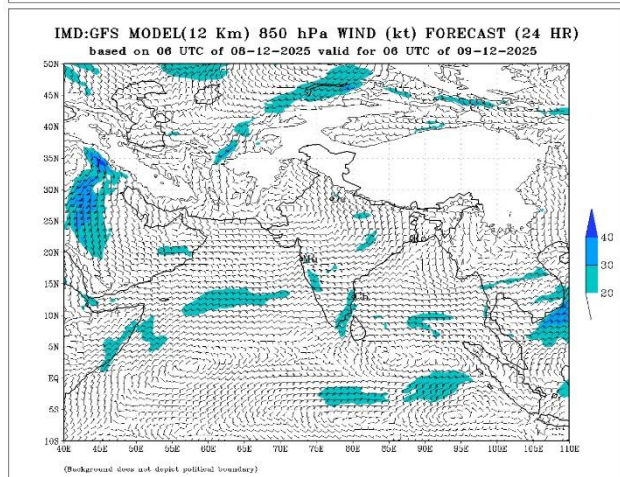 IMD:GFS MODEL(12 Km) 850 hPa WIND (kt) FORECAST (24 HR)
based on 06 UTC of 08-12-2025 valid for 06 UTC of 09-12-2025
50N
45N
40N
35N
30N
25N
20N
15N
10N
5N
EQ
5S
10S
40E 45E 50E 55E 60E 65E 70E 75E 80E 85E 90E 95E 100E 105E 110E
40
30
20
(Background does not depict political boundary)